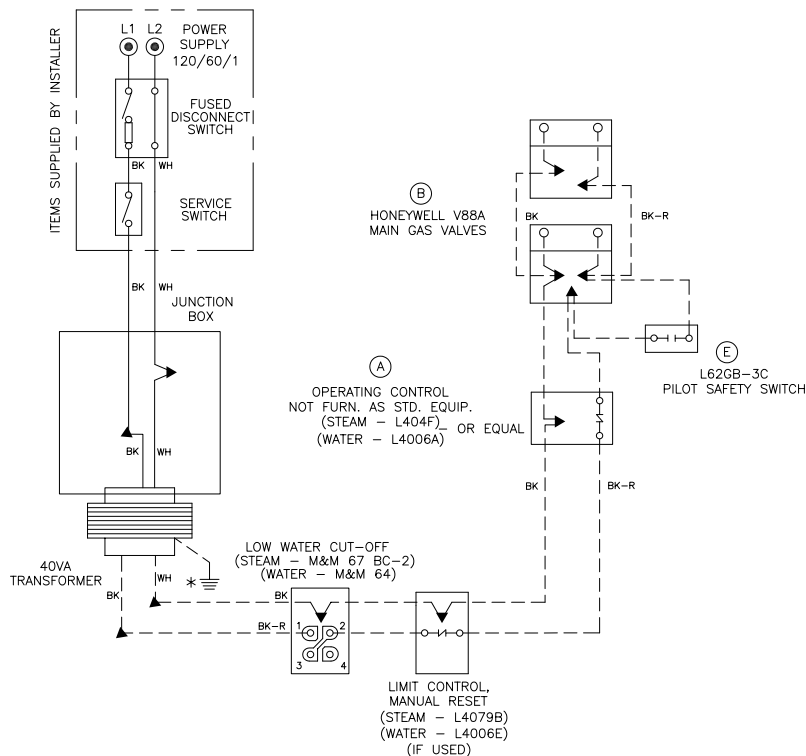 ITEMS SUPPLIED BY INSTALLER
L1 L2
POWER
SUPPLY
120/60/1
FUSED
DISCONNECT
SWITCH
BK WH
SERVICE
SWITCH
BK WH
JUNCTION
BOX
BK WH
40VA
TRANSFORMER
BK
WH
*
LOW WATER CUT-OFF
(STEAM - M&M 67 BC-2)
(WATER - M&M 64)
BK
BK-R
1 2
3 4
LIMIT CONTROL,
MANUAL RESET
(STEAM - L4079B)
(WATER - L4006E)
(IF USED)
B
HONEYWELL V88A
MAIN GAS VALVES
BK
BK-R
E
L62GB-3C
PILOT SAFETY SWITCH
A
OPERATING CONTROL
NOT FURN. AS STD. EQUIP.
(STEAM - L404F)
(WATER - L4006A)
- OR EQUAL
BK
BK-R